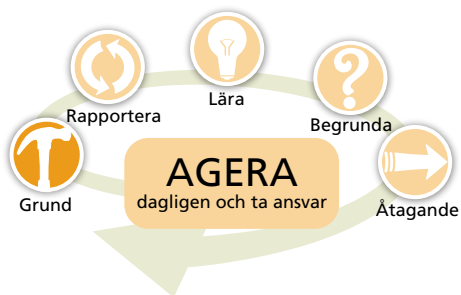 Lära
Rapportera
Begrunda
Grund
AGERA
dagligen och ta ansvar
Åtagande